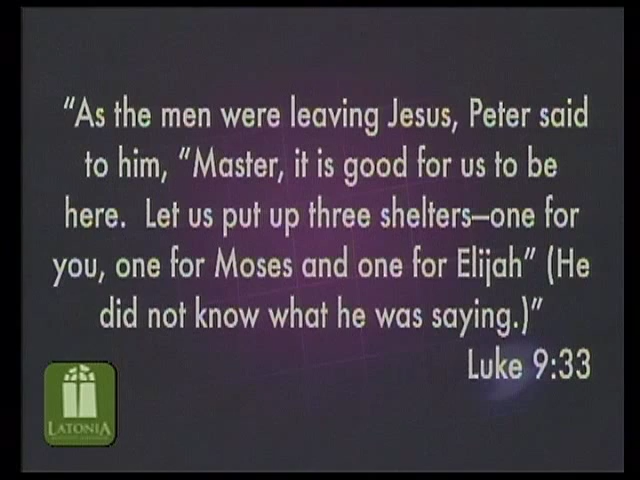 “As the men were leaving Jesus, Peter said
to him, “Master, it is good for us to be
here.  Let us put up three shelters—one for
you, one for Moses and one for Elijah” (He
did not know what he was saying.)”
Luke 9:33
LATONIA